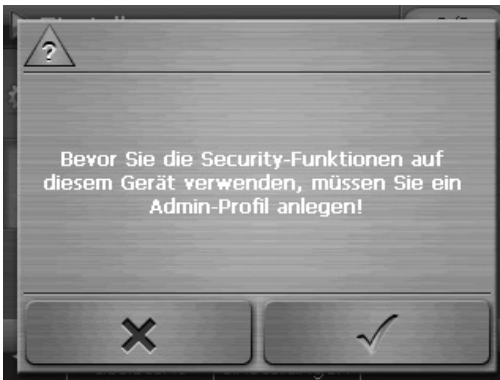 ?
Bevor Sie die Security-Funktionen auf
diesem Gerät verwenden, müssen Sie ein
Admin-Profil anlegen!